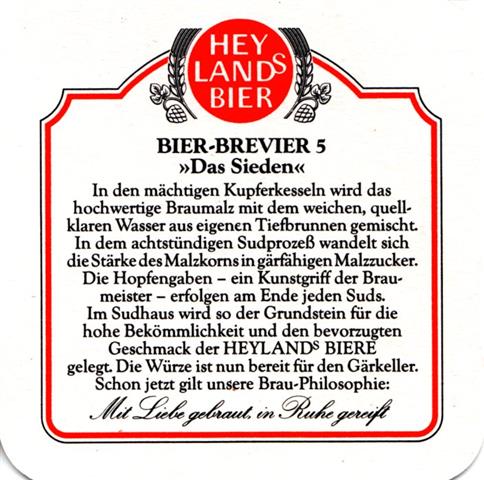 HEY
LANDS
BIER
BIER-BREVIER 5
»Das Sieden«
In den mächtigen Kupferkesseln wird das
hochwertige Braumalz mit dem weichen, quell-
klaren Wasser aus eigenen Tiefbrunnen gemischt.
In dem achtstündigen Sudprozeß wandelt sich
die Stärke des Malzkorns in gärfähigen Malzzucker.
Die Hopfengaben – ein Kunstgriff der Brau-
meister – erfolgen am Ende jeden Suds.
Im Sudhaus wird so der Grundstein für die
hohe Bekömmlichkeit und den bevorzugten
Geschmack der HEYLANDS BIERE
gelegt. Die Würze ist nun bereit für den Gärkeller.
Schon jetzt gilt unsere Brau-Philosophie:
Mit Liebe gebraut, in Ruhe gereift